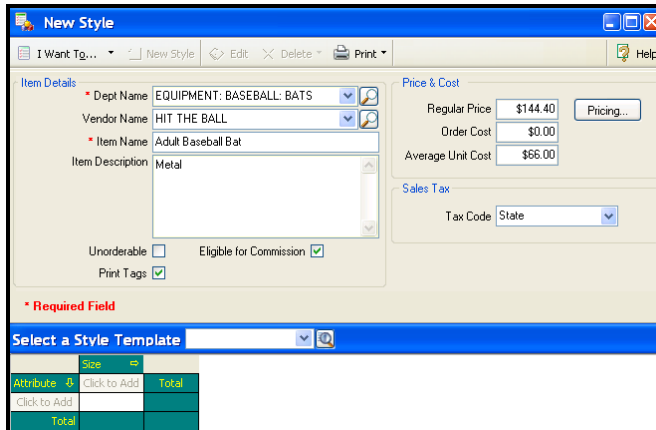 New Style
I Want To... New Style Edit Delete Print Help
Item Details
* Dept Name EQUIPMENT: BASEBALL: BATS
Vendor Name HIT THE BALL
* Item Name Adult Baseball Bat
Item Description Metal
Unorderable Eligible for Commission
Print Tags
Price & Cost
Regular Price $144.40 Pricing...
Order Cost $0.00
Average Unit Cost $66.00
Sales Tax
Tax Code State
* Required Field
Select a Style Template
Size
Attribute Click to Add Total
Click to Add
Total